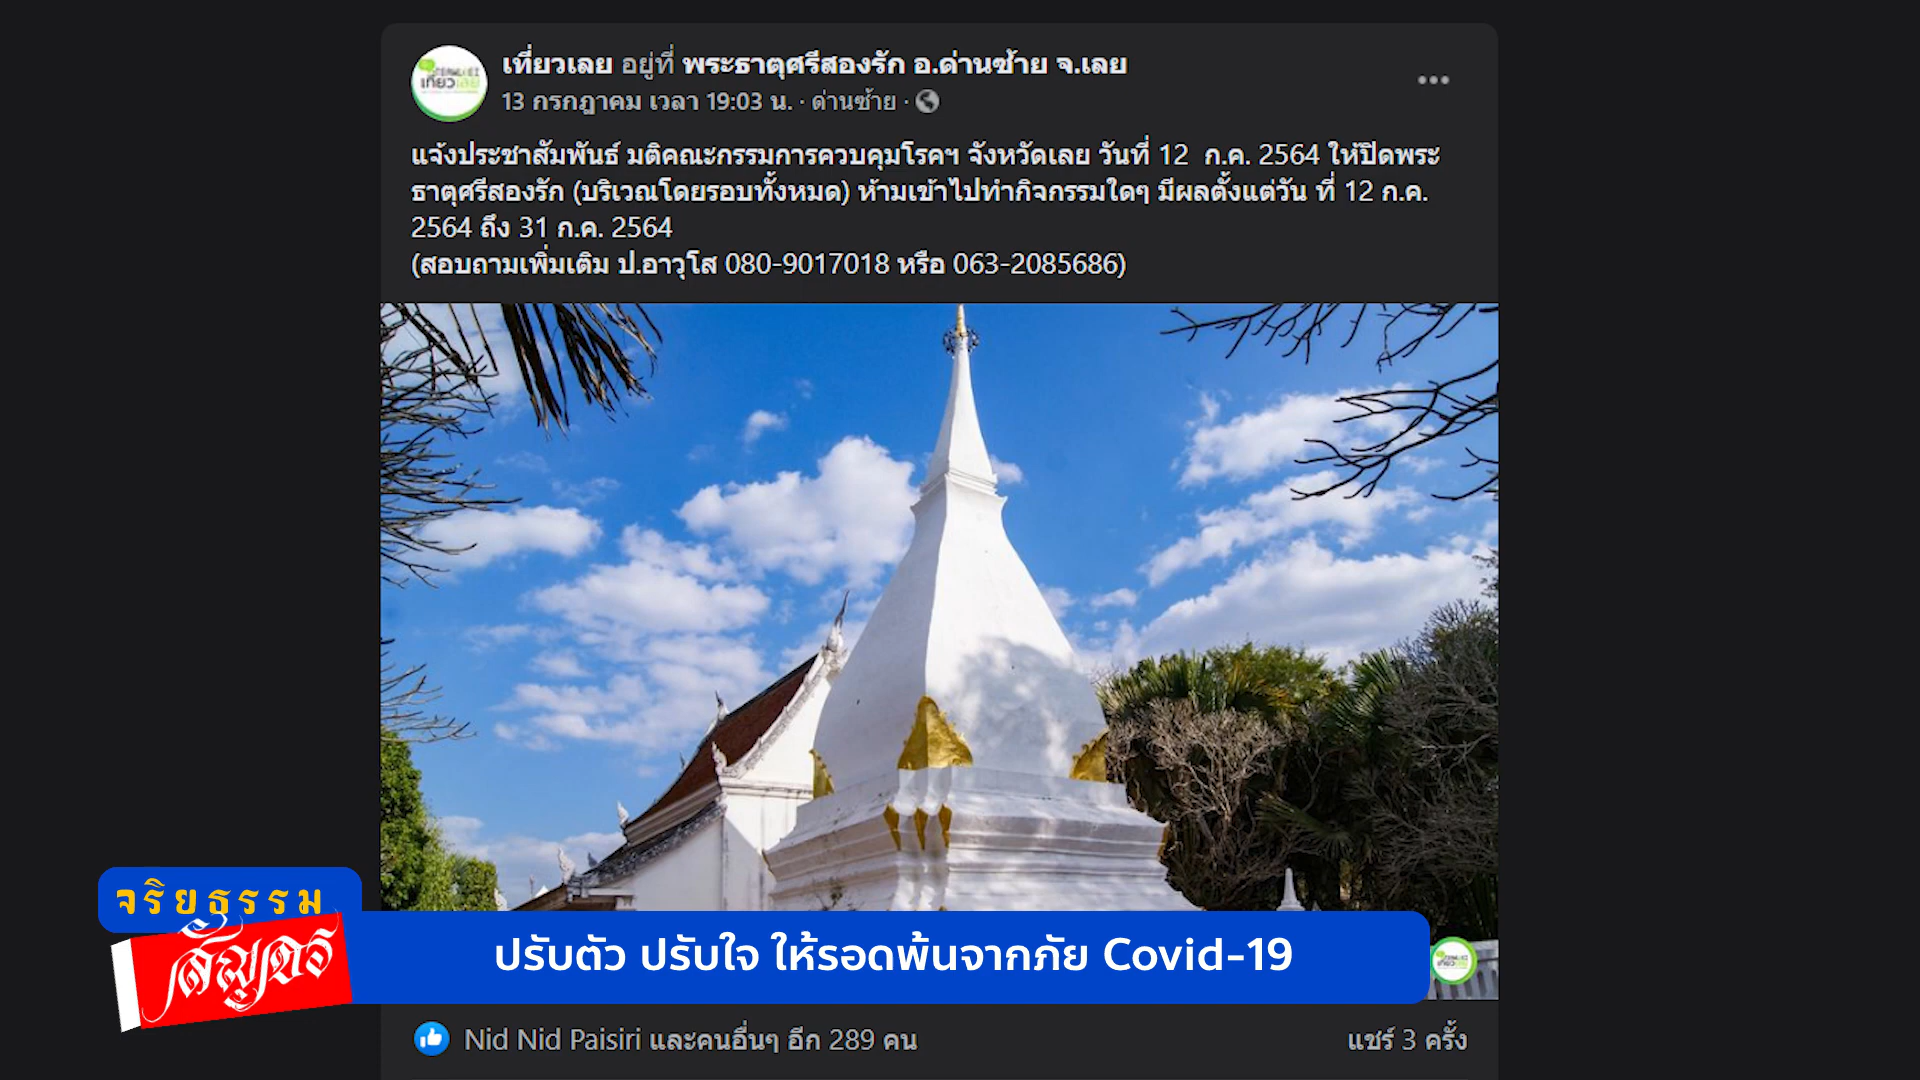 เที่ยวเลย อยู่ที่ พระธาตุศรีสองรัก อ.ด่านซ้าย จ.เลย
13 กรกฎาคม เวลา 19:03 น. · ด่านซ้าย ·
แจ้งประชาสัมพันธ์ มติคณะกรรมการควบคุมโรคฯ จังหวัดเลย วันที่ 12 ก.ค. 2564 ให้ปิดพระ
ธาตุศรีสองรัก (บริเวณโดยรอบทั้งหมด) ห้ามเข้าไปทำกิจกรรมใดๆ มีผลตั้งแต่วัน ที่ 12 ก.ค.
2564 ถึง 31 ก.ค. 2564
(สอบถามเพิ่มเติม ป.อาวุโส 080-9017018 หรือ 063-2085686)
จริยธรรม
สัญจร
ปรับตัว ปรับใจ ให้รอดพ้นจากภัย Covid-19
Nid Nid Paisiri และคนอื่นๆ อีก 289 คน
แชร์ 3 ครั้ง